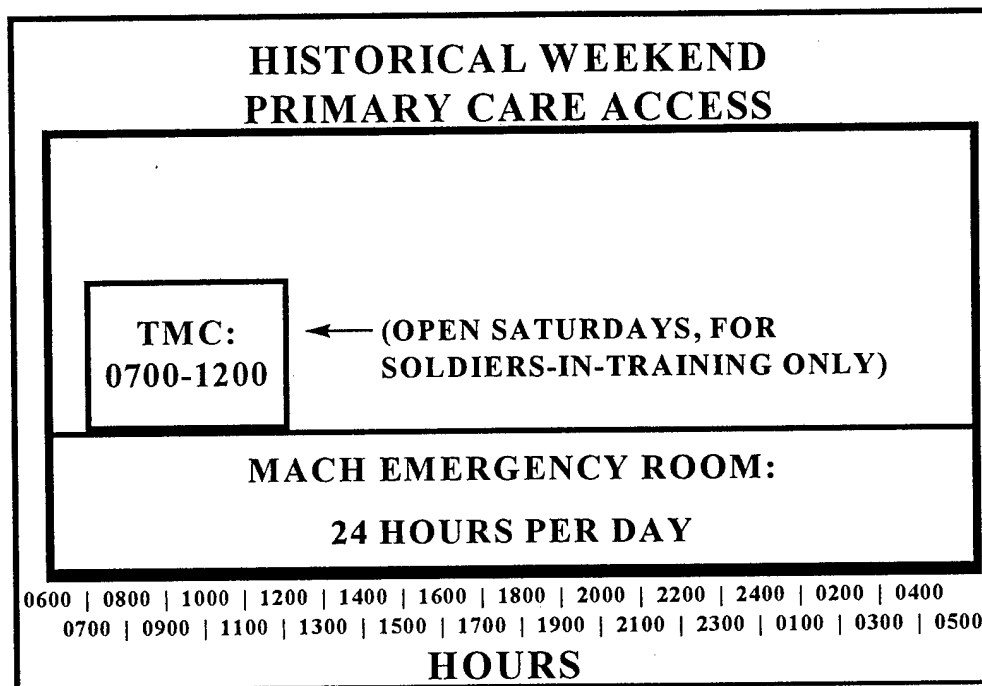 HISTORICAL WEEKEND
PRIMARY CARE ACCESS
TMC:
0700-1200
(OPEN SATURDAYS, FOR
SOLDIERS-IN-TRAINING ONLY)
MACH EMERGENCY ROOM:
24 HOURS PER DAY
0600 | 0800 | 1000 | 1200 | 1400 | 1600 | 1800 | 2000 | 2200 | 2400 | 0200 | 0400
0700 | 0900 | 1100 | 1300 | 1500 | 1700 | 1900 | 2100 | 2300 | 0100 | 0300 | 0500
HOURS